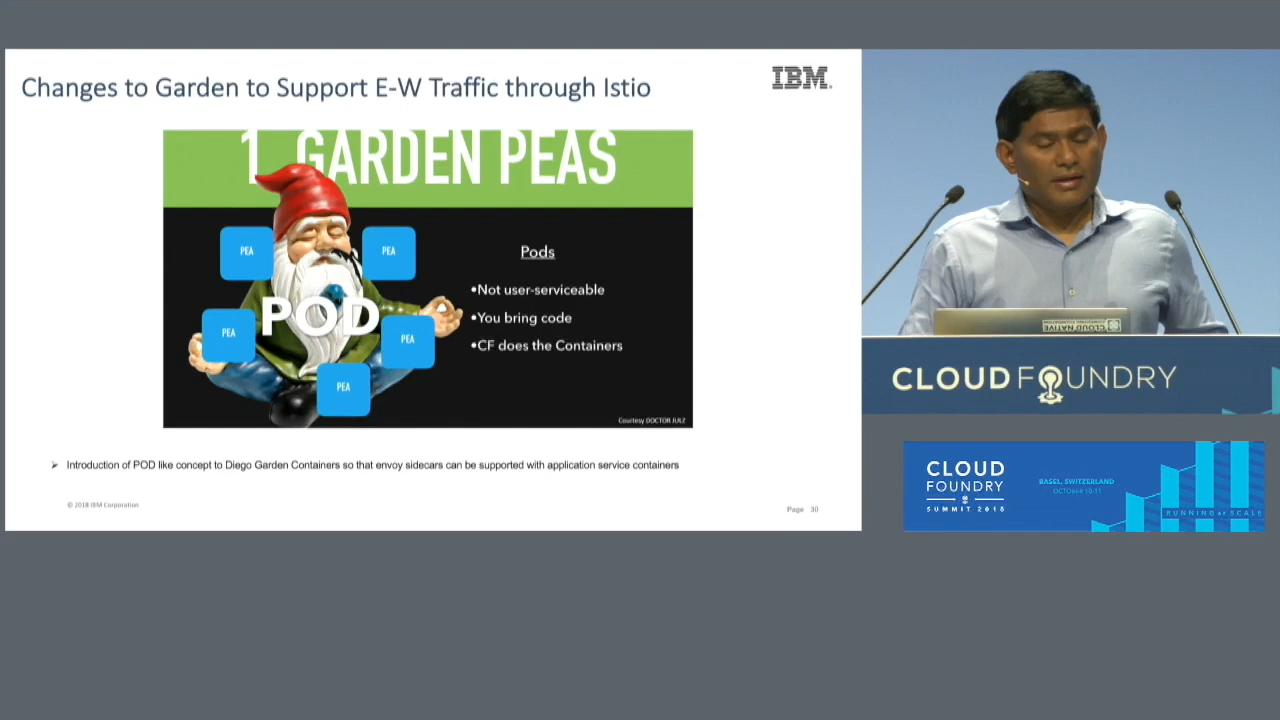 Changes to Garden to Support E-W Traffic through Istio
IBM
1. GARDEN PEAS
PEA
PEA
PEA
POD
PEA
PEA
Pods
•Not user-serviceable
•You bring code
•CF does the Containers
Courtesy DOCTOR JULZ
➢ Introduction of POD like concept to Diego Garden Containers so that envoy sidecars can be supported with application service containers
© 2018 IBM Corporation
Page 30
CLOUD NATIVE
CLOUD FOUNDRY
CLOUD
FOUNDRY
SUMMIT 2018
BASEL, SWITZERLAND
OCTOBER 10-11
RUNNING AT SCALE